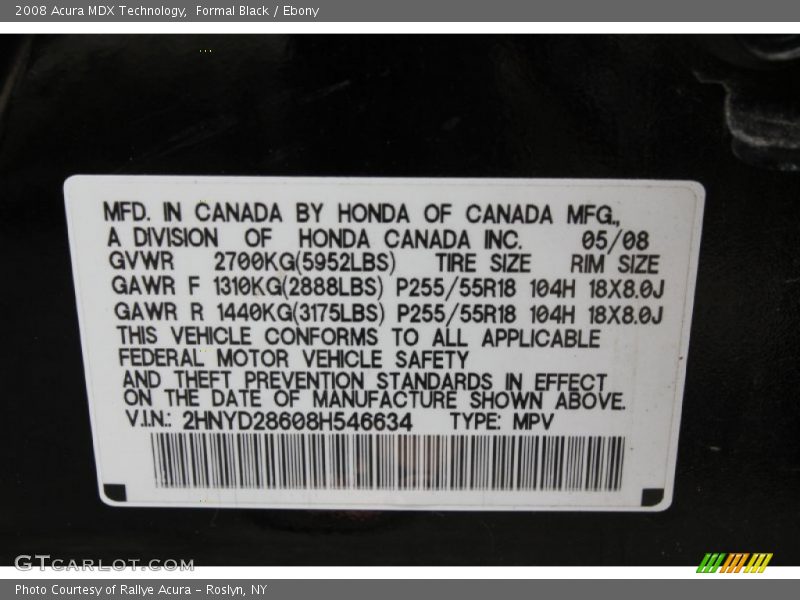 2008 Acura MDX Technology, Formal Black / Ebony
MFD. IN CANADA BY HONDA OF CANADA MFG.,
A DIVISION OF HONDA CANADA INC. 05/08
GVWR 2700KG(5952LBS) TIRE SIZE RIM SIZE
GAWR F 1310KG(2888LBS) P255/55R18 104H 18X8.0J
GAWR R 1440KG(3175LBS) P255/55R18 104H 18X8.0J
THIS VEHICLE CONFORMS TO ALL APPLICABLE
FEDERAL MOTOR VEHICLE SAFETY
AND THEFT PREVENTION STANDARDS IN EFFECT
ON THE DATE OF MANUFACTURE SHOWN ABOVE.
V.I.N.: 2HNYD28608H546634 TYPE: MPV
GTCARLOT.COM
Photo Courtesy of Rallye Acura - Roslyn, NY